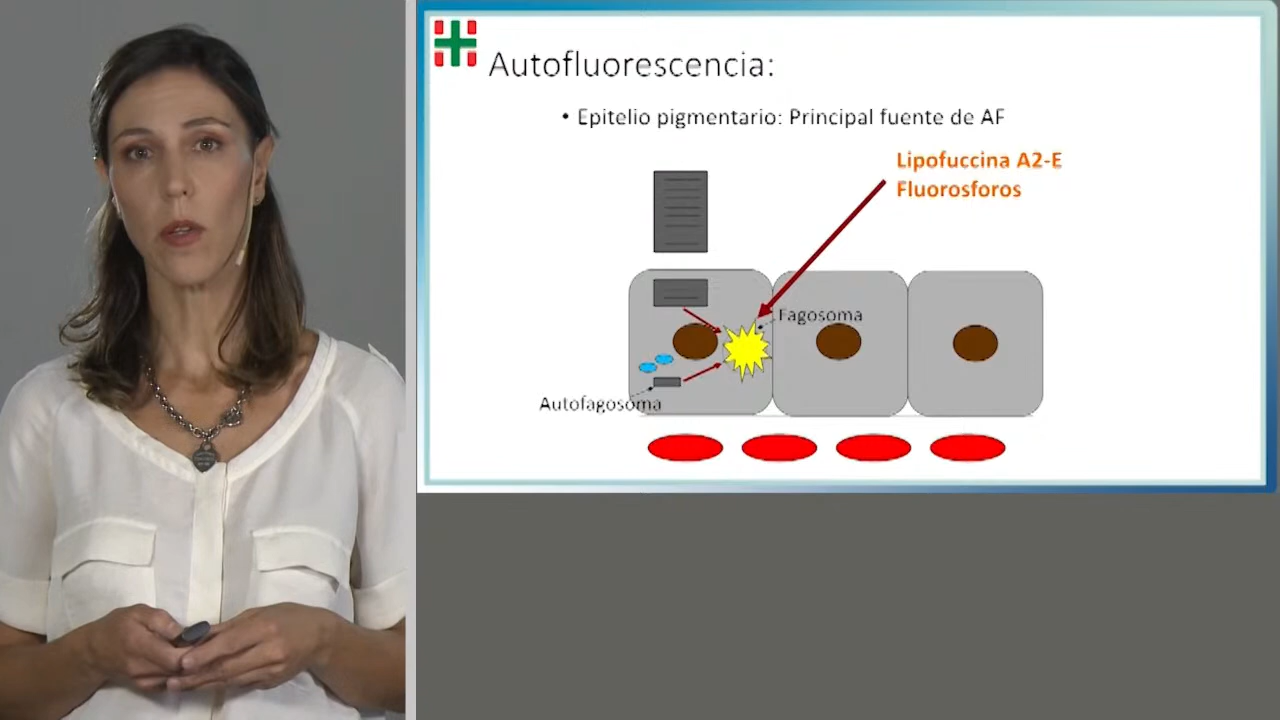 Autofluorescencia:
• Epitelio pigmentario: Principal fuente de AF
Lipofuccina A2-E
Fluorosforos
Fagosoma
Autofagosoma